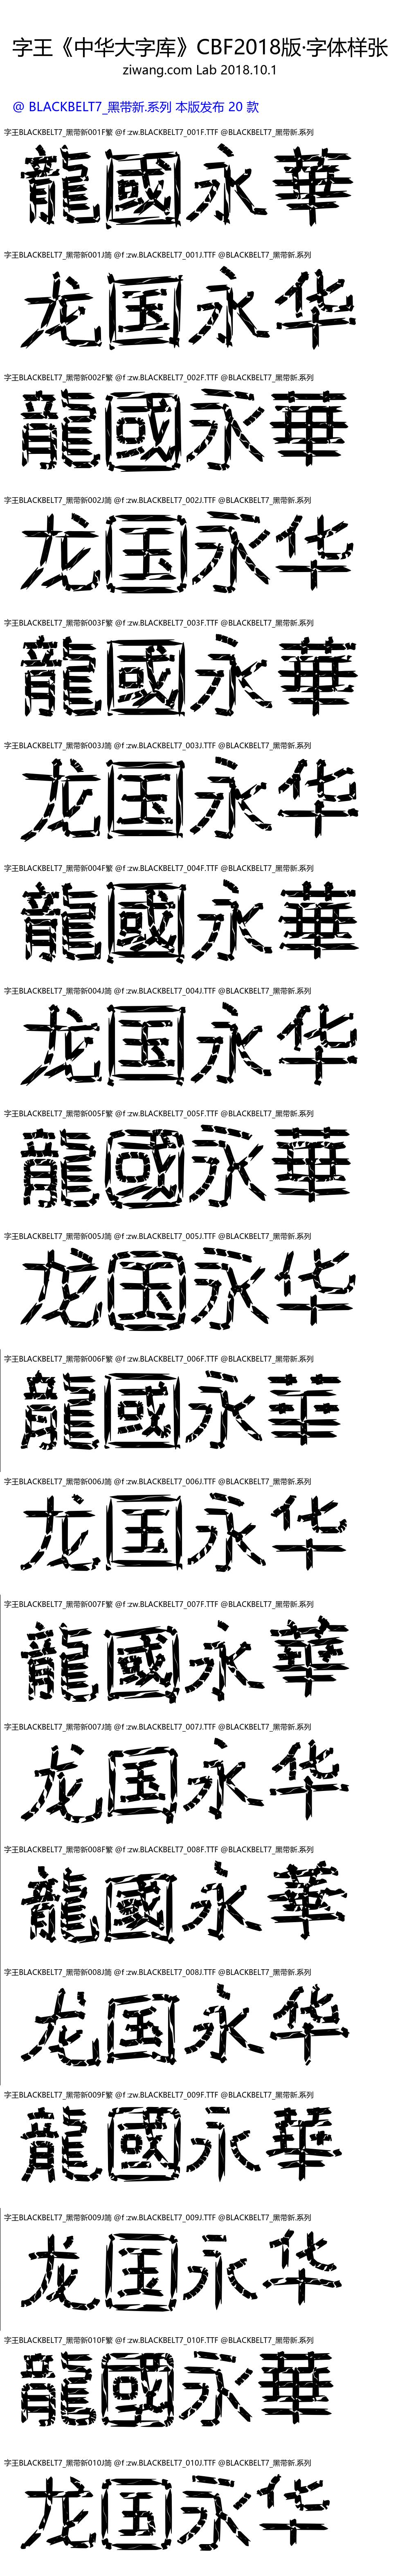 字王《中华大字库》CBF2018版·字体样张
ziwang.com Lab 2018.10.1
@ BLACKBELT7_黑带新.系列 本版发布 20 款
字王BLACKBELT7_黑带新001F繁 @f :zw.BLACKBELT7_001F.TTF @BLACKBELT7_黑带新.系列
龍國永華
字王BLACKBELT7_黑带新001J简 @f :zw.BLACKBELT7_001J.TTF @BLACKBELT7_黑带新.系列
龙国永华
字王BLACKBELT7_黑带新002F繁 @f :zw.BLACKBELT7_002F.TTF @BLACKBELT7_黑带新.系列
龍國永華
字王BLACKBELT7_黑带新002J简 @f :zw.BLACKBELT7_002J.TTF @BLACKBELT7_黑带新.系列
龙国永华
字王BLACKBELT7_黑带新003F繁 @f :zw.BLACKBELT7_003F.TTF @BLACKBELT7_黑带新.系列
龍國永華
字王BLACKBELT7_黑带新003J简 @f :zw.BLACKBELT7_003J.TTF @BLACKBELT7_黑带新.系列
龙国永华
字王BLACKBELT7_黑带新004F繁 @f :zw.BLACKBELT7_004F.TTF @BLACKBELT7_黑带新.系列
龍國永華
字王BLACKBELT7_黑带新004J简 @f :zw.BLACKBELT7_004J.TTF @BLACKBELT7_黑带新.系列
龙国永华
字王BLACKBELT7_黑带新005F繁 @f :zw.BLACKBELT7_005F.TTF @BLACKBELT7_黑带新.系列
龍國永華
字王BLACKBELT7_黑带新005J简 @f :zw.BLACKBELT7_005J.TTF @BLACKBELT7_黑带新.系列
龙国永华
字王BLACKBELT7_黑带新006F繁 @f :zw.BLACKBELT7_006F.TTF @BLACKBELT7_黑带新.系列
龍國永華
字王BLACKBELT7_黑带新006J简 @f :zw.BLACKBELT7_006J.TTF @BLACKBELT7_黑带新.系列
龙国永华
字王BLACKBELT7_黑带新007F繁 @f :zw.BLACKBELT7_007F.TTF @BLACKBELT7_黑带新.系列
龍國永華
字王BLACKBELT7_黑带新007J简 @f :zw.BLACKBELT7_007J.TTF @BLACKBELT7_黑带新.系列
龙国永华
字王BLACKBELT7_黑带新008F繁 @f :zw.BLACKBELT7_008F.TTF @BLACKBELT7_黑带新.系列
龍國永華
字王BLACKBELT7_黑带新008J简 @f :zw.BLACKBELT7_008J.TTF @BLACKBELT7_黑带新.系列
龙国永华
字王BLACKBELT7_黑带新009F繁 @f :zw.BLACKBELT7_009F.TTF @BLACKBELT7_黑带新.系列
龍國永華
字王BLACKBELT7_黑带新009J简 @f :zw.BLACKBELT7_009J.TTF @BLACKBELT7_黑带新.系列
龙国永华
字王BLACKBELT7_黑带新010F繁 @f :zw.BLACKBELT7_010F.TTF @BLACKBELT7_黑带新.系列
龍國永華
字王BLACKBELT7_黑带新010J简 @f :zw.BLACKBELT7_010J.TTF @BLACKBELT7_黑带新.系列
龙国永华